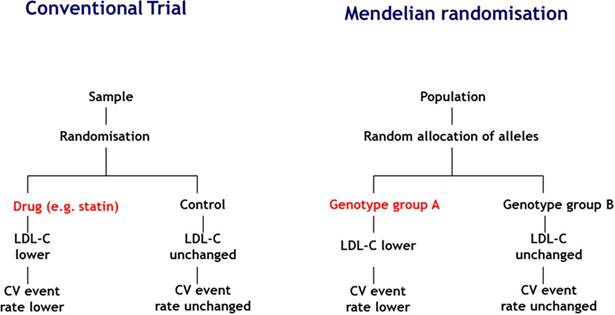 Conventional Trial
Sample
Randomisation
Drug (e.g. statin)
Control
LDL-C
lower
LDL-C
unchanged
CV event
rate lower
CV event
rate unchanged
Mendelian randomisation
Population
Random allocation of alleles
Genotype group A
Genotype group B
LDL-C lower
LDL-C
unchanged
CV event
rate lower
CV event
rate unchanged